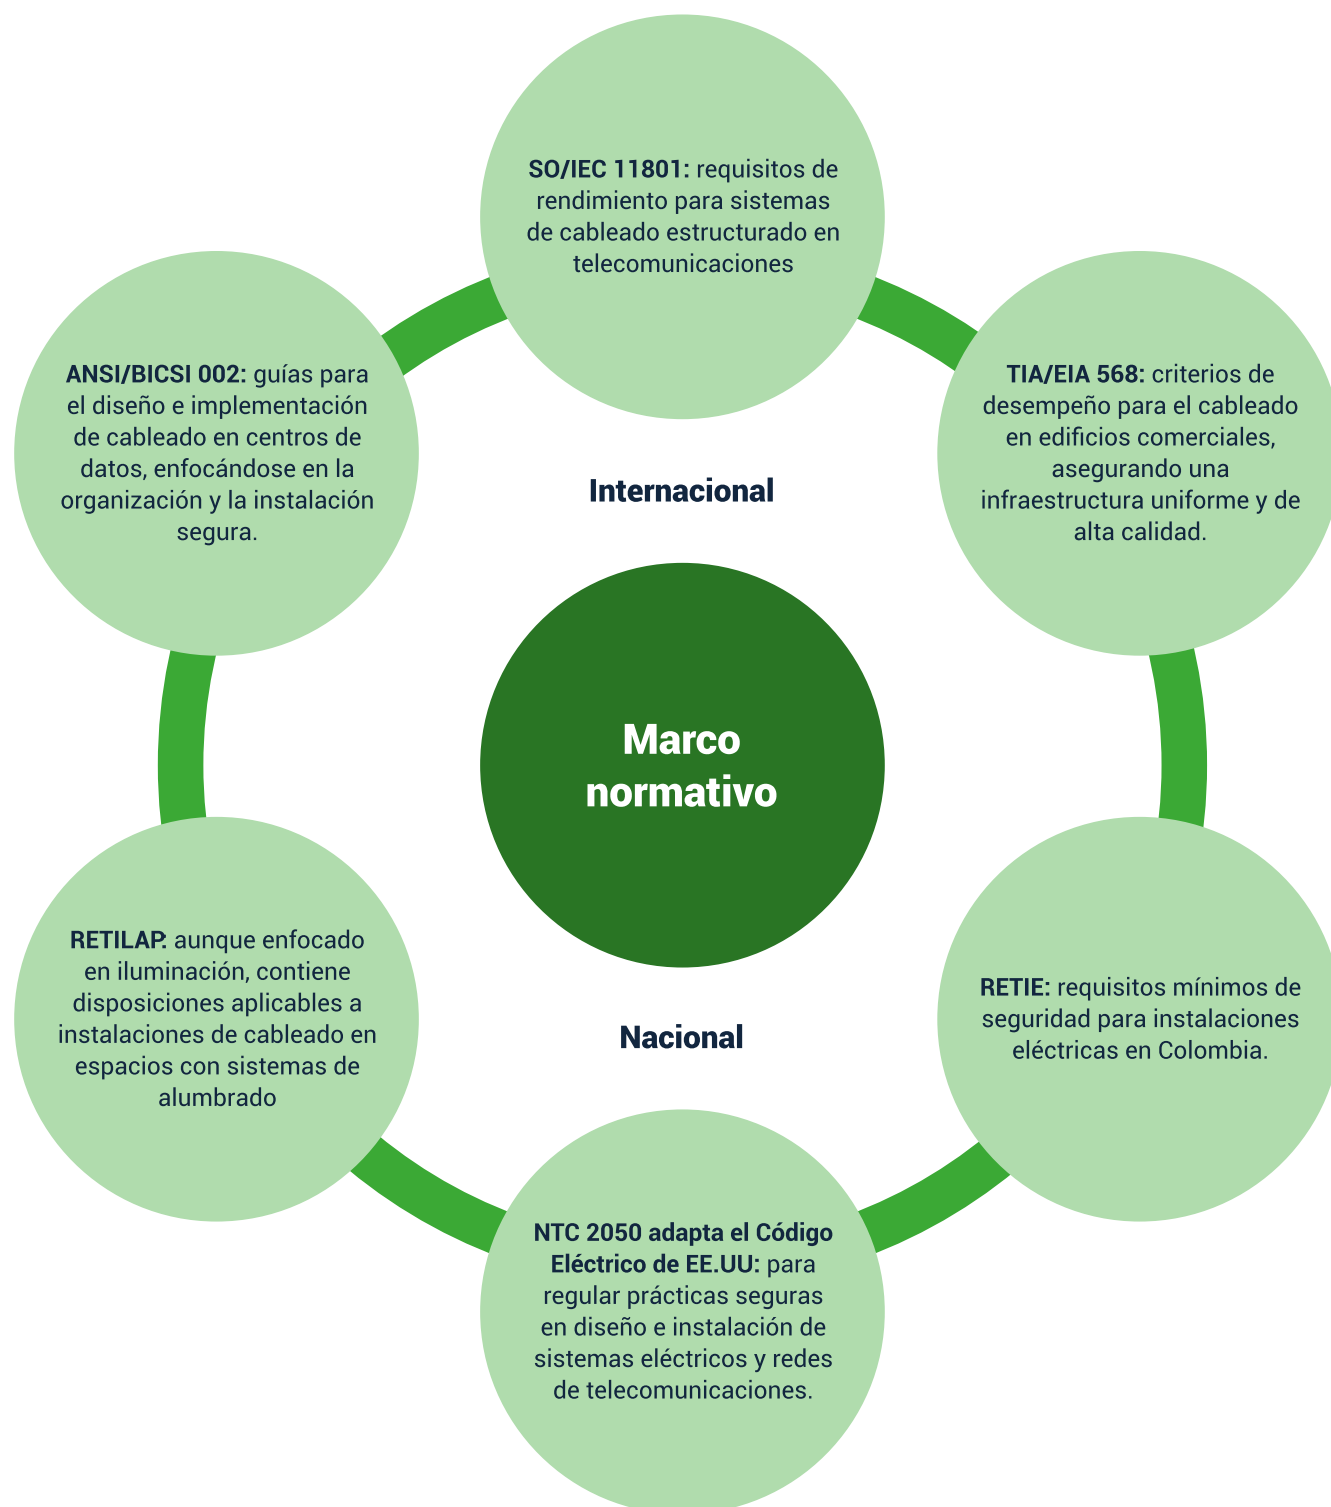 SO/IEC 11801: requisitos de
rendimiento para sistemas
de cableado estructurado en
telecomunicaciones
ANSI/BICSI 002: guías para
el diseño e implementación
de cableado en centros de
datos, enfocándose en la
organización y la instalación
segura.
TIA/EIA 568: criterios de
desempeño para el cableado
en edificios comerciales,
asegurando una
infraestructura uniforme y de
alta calidad.
Internacional
Marco
normativo
Nacional
RETILAP: aunque enfocado
en iluminación, contiene
disposiciones aplicables a
instalaciones de cableado en
espacios con sistemas de
alumbrado
RETIE: requisitos mínimos de
seguridad para instalaciones
eléctricas en Colombia.
NTC 2050 adapta el Código
Eléctrico de EE.UU: para
regular prácticas seguras
en diseño e instalación de
sistemas eléctricos y redes
de telecomunicaciones.